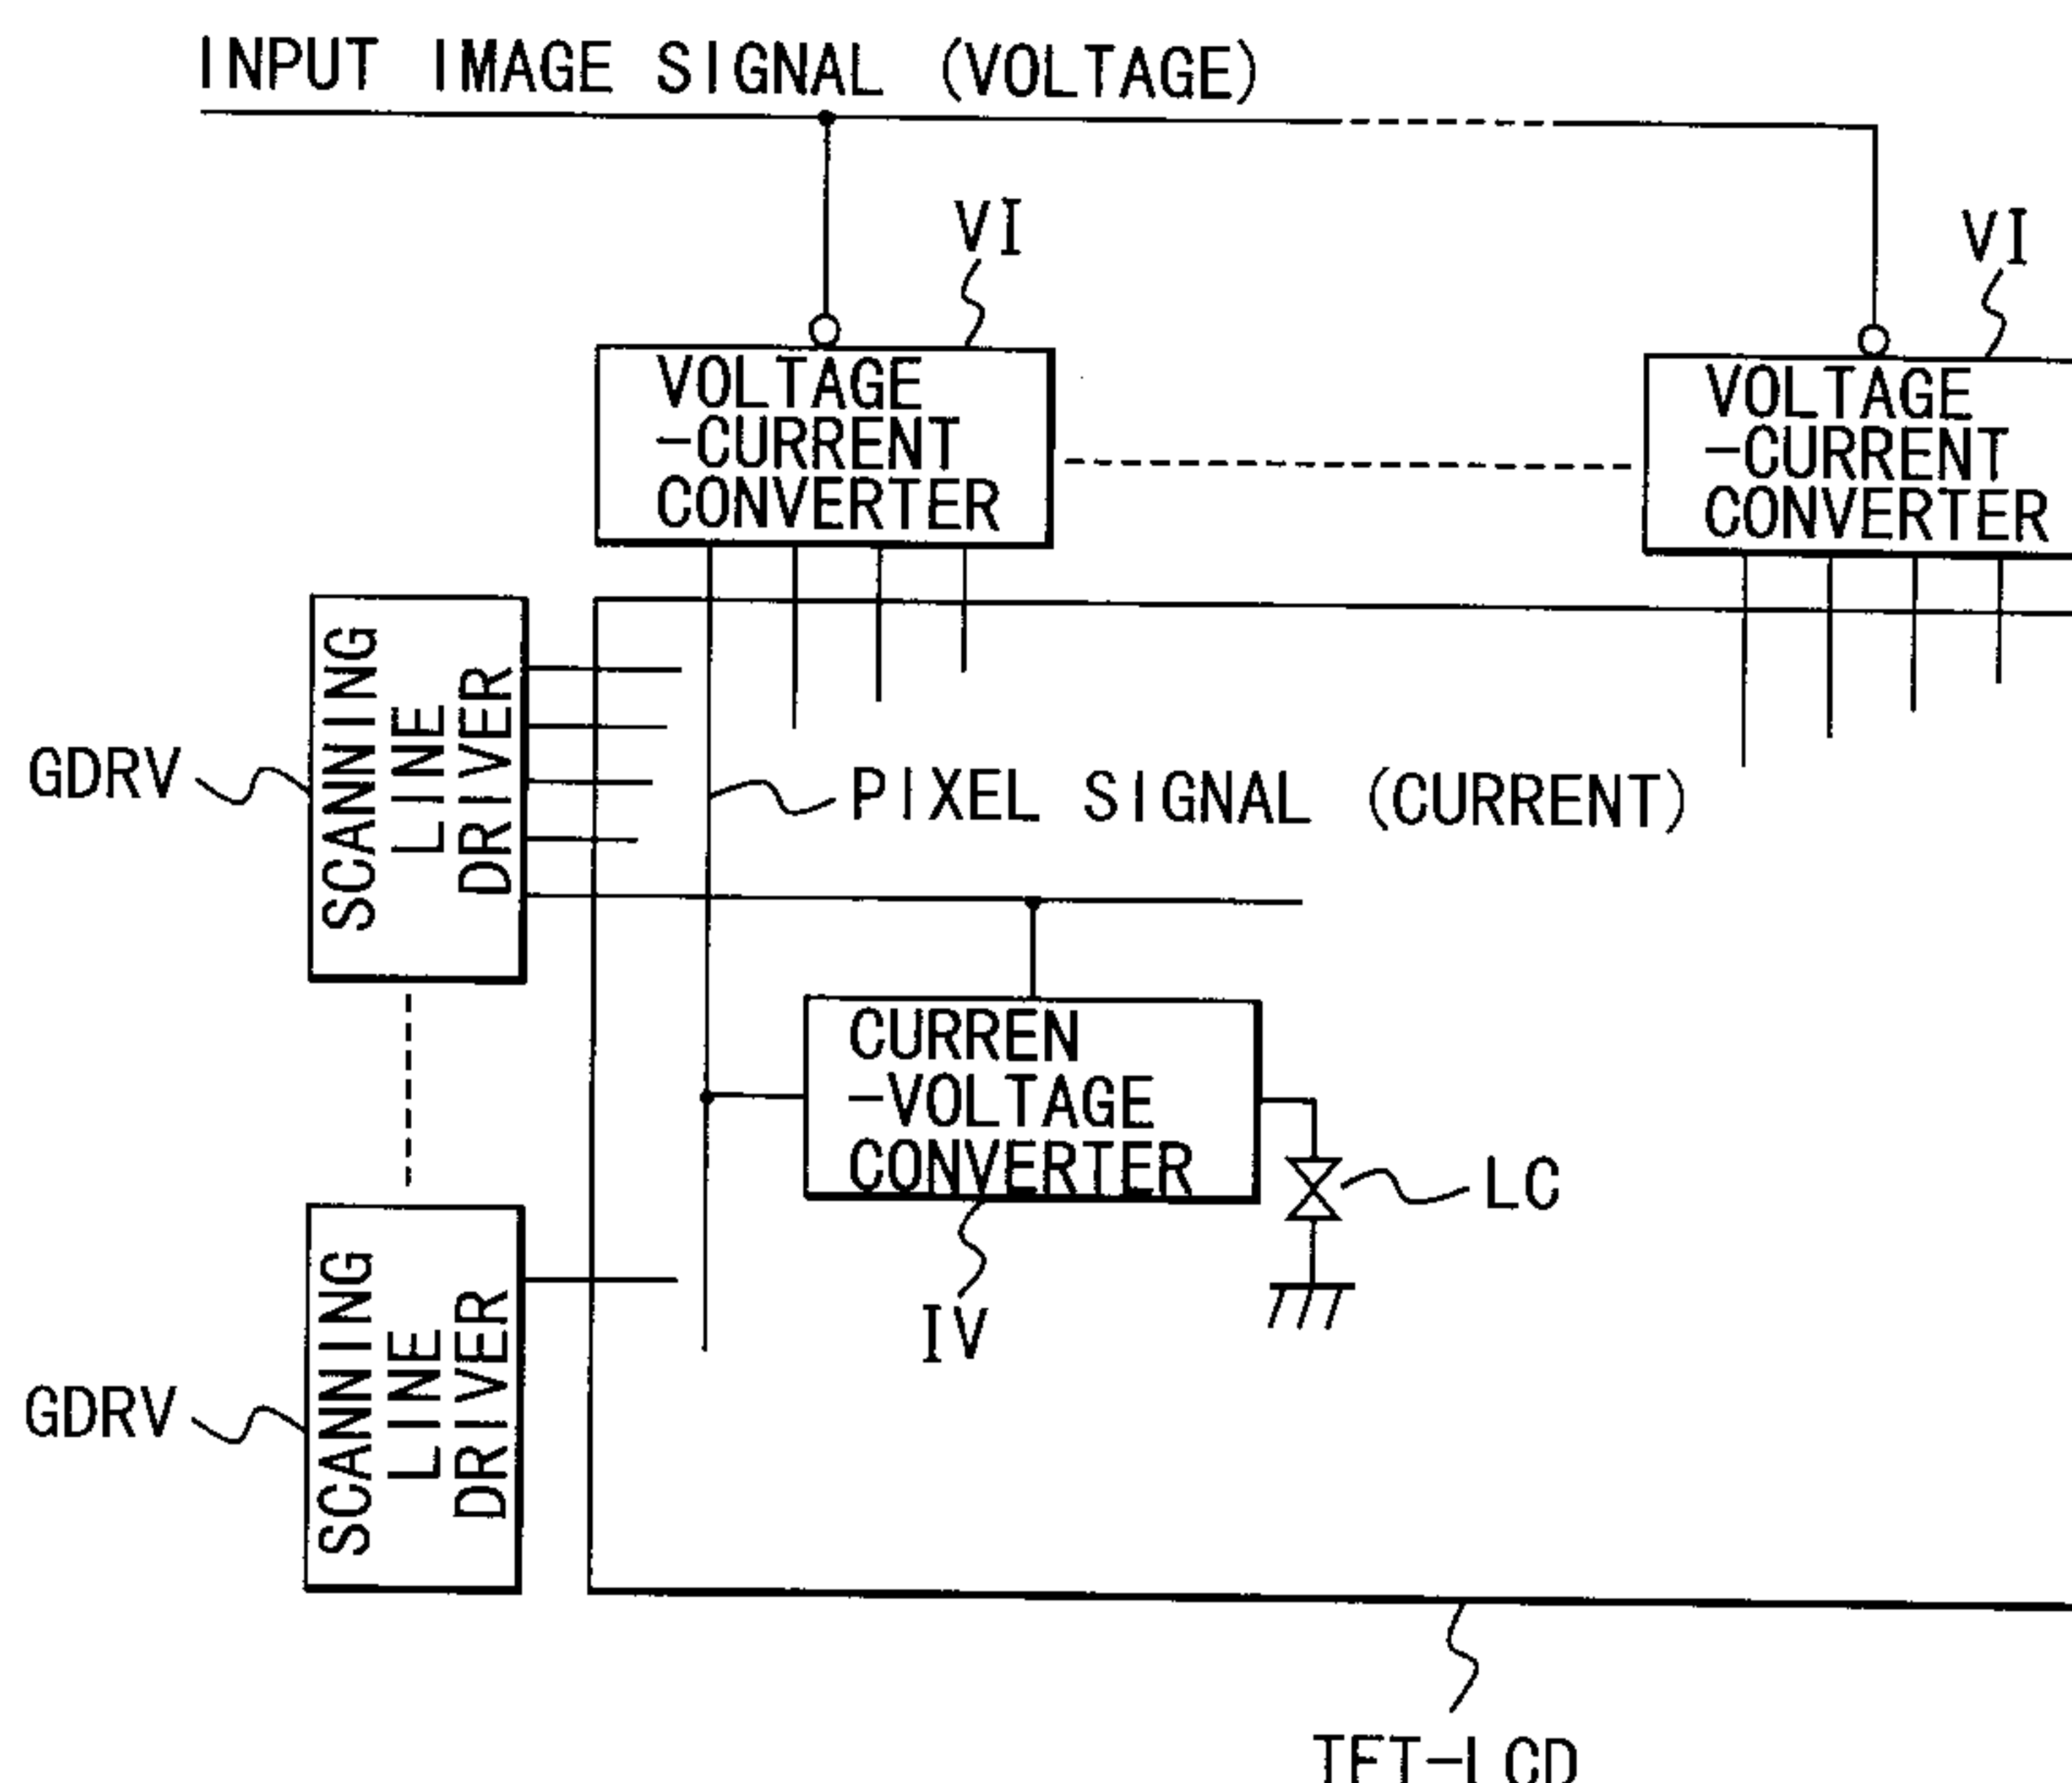 INPUT IMAGE SIGNAL (VOLTAGE)
VI
VI
VOLTAGE
-CURRENT
CONVERTER
VOLTAGE
-CURRENT
CONVERTER
SCANNING
LINE
DRIVER
GDRV
PIXEL SIGNAL (CURRENT)
CURREN
-VOLTAGE
CONVERTER
LC
IV
SCANNING
LINE
DRIVER
GDRV
TFT-LCD